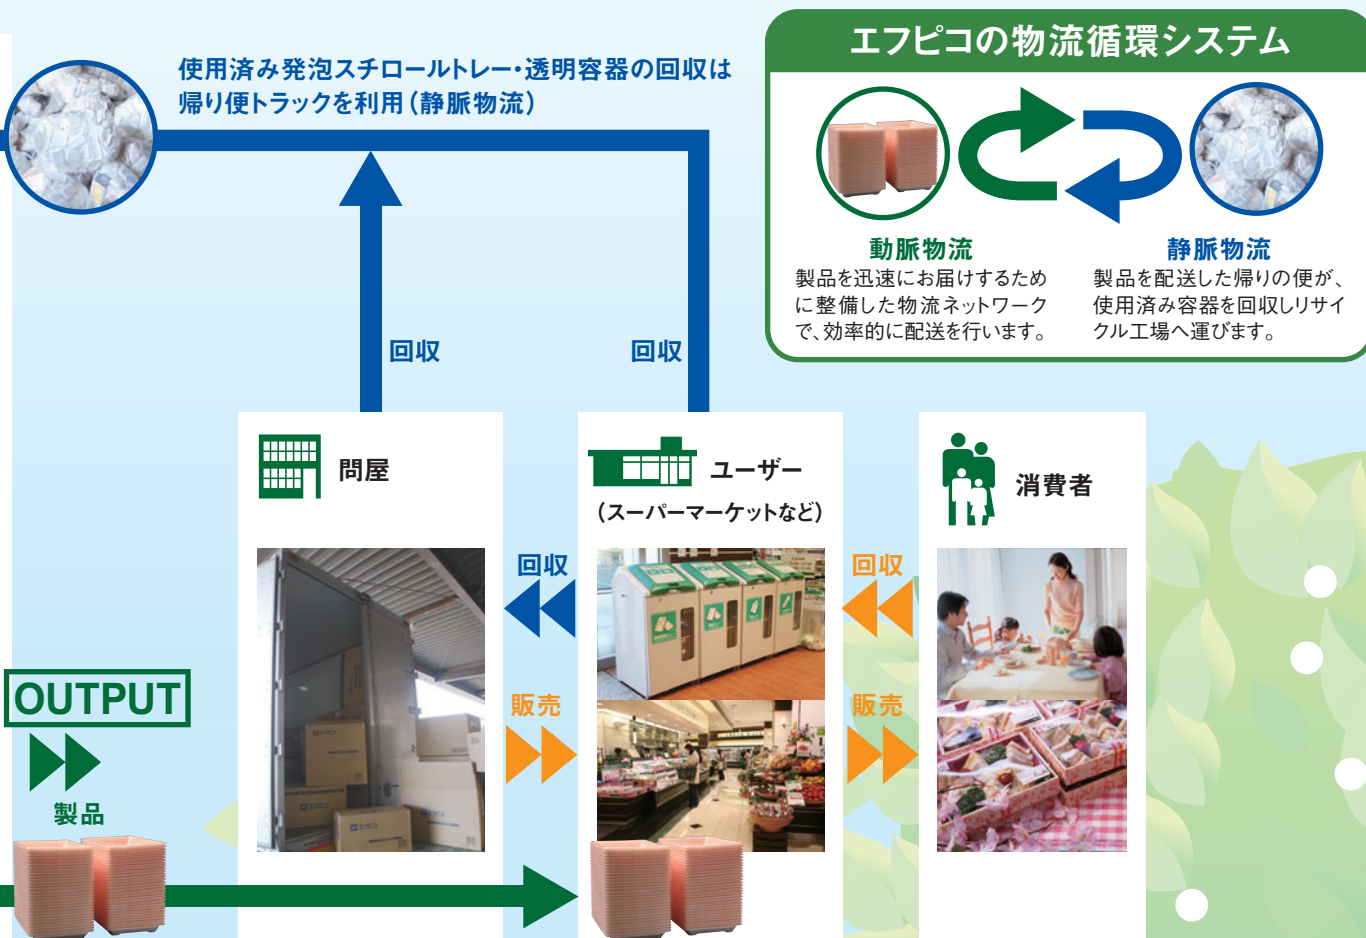 エフピコの物流循環システム
使用済み発泡スチロールトレー・透明容器の回収は
帰り便トラックを利用（静脈物流）
動脈物流
製品を迅速にお届けするため
に整備した物流ネットワーク
で、効率的に配送を行います。
静脈物流
製品を配送した帰りの便が、
使用済み容器を回収しリサイ
クル工場へ運びます。
回収
回収
問屋
ユーザー
（スーパーマーケットなど）
消費者
回収
回収
販売
販売
OUTPUT
製品